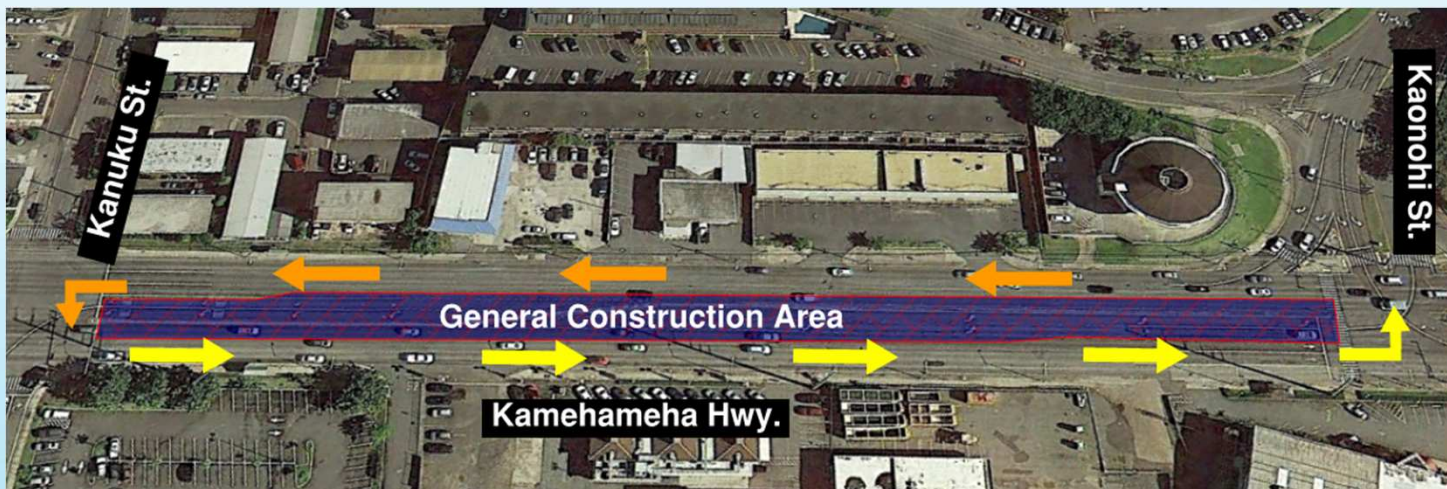 Kanuku St.
Kaonohi St.
General Construction Area
Kamehameha Hwy.